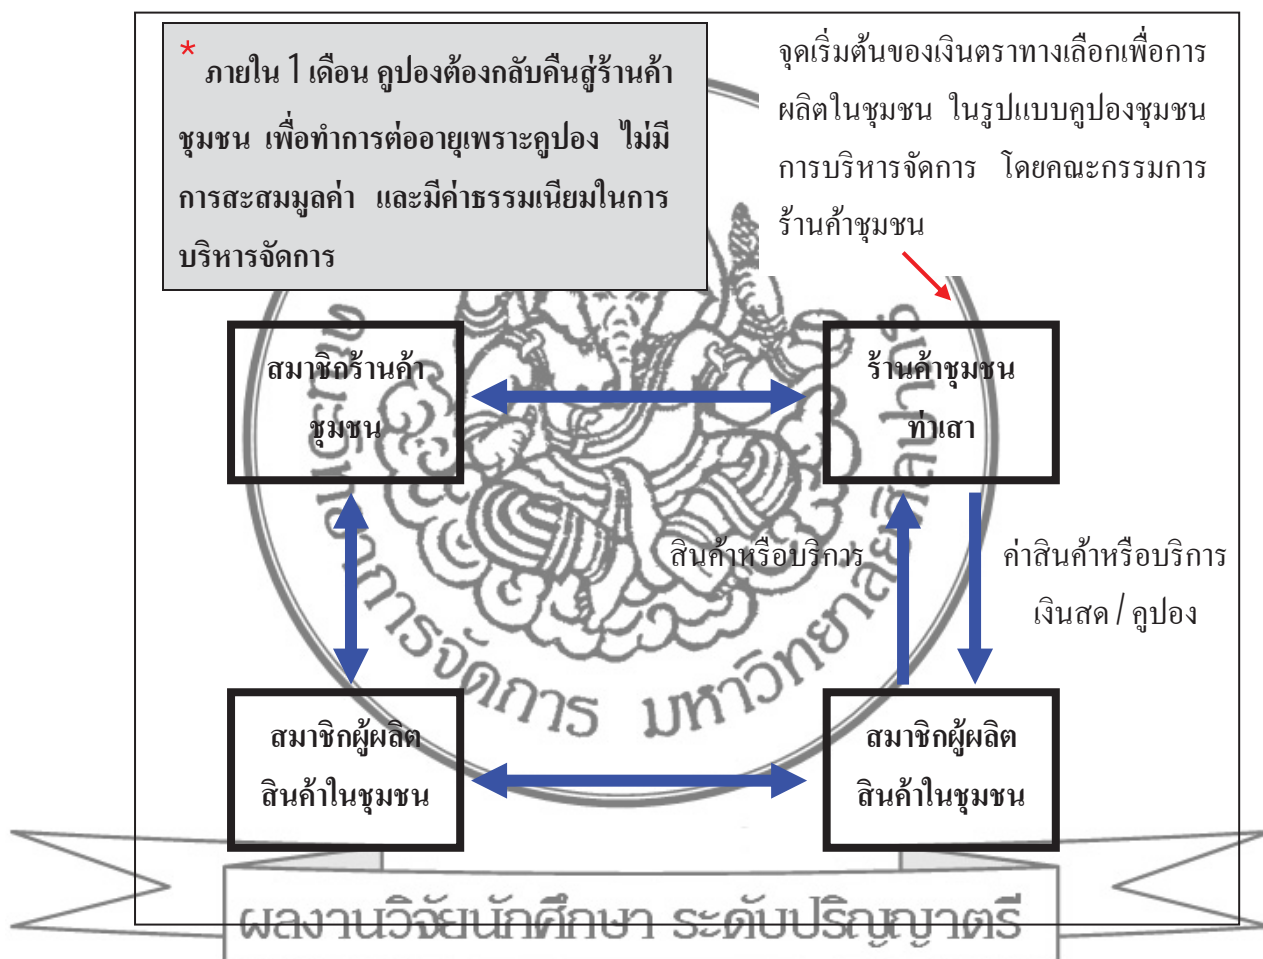 * ภายใน 1 เดือน คูปองต้องกลับคืนสู่ร้านค้า
ชุมชน เพื่อทำการต่ออายุเพราะคูปอง ไม่มี
การสะสมมูลค่า และมีค่าธรรมเนียมในการ
บริหารจัดการ
จุดเริ่มต้นของเงินตราทางเลือกเพื่อการ
ผลิตในชุมชน ในรูปแบบคูปองชุมชน
การบริหารจัดการ โดยคณะกรรมการ
ร้านค้าชุมชน
สมาชิกร้านค้า
ชุมชน
ร้านค้าชุมชน
ท่าเสา
สินค้าหรือบริการ
ค่าสินค้าหรือบริการ
เงินสด / คูปอง
สมาชิกผู้ผลิต
สินค้าในชุมชน
สมาชิกผู้ผลิต
สินค้าในชุมชน
การจัดการ มหาวิทยาลัยศิลปากร
ผลงานวิจัยนักศึกษา ระดับปริญญาตรี